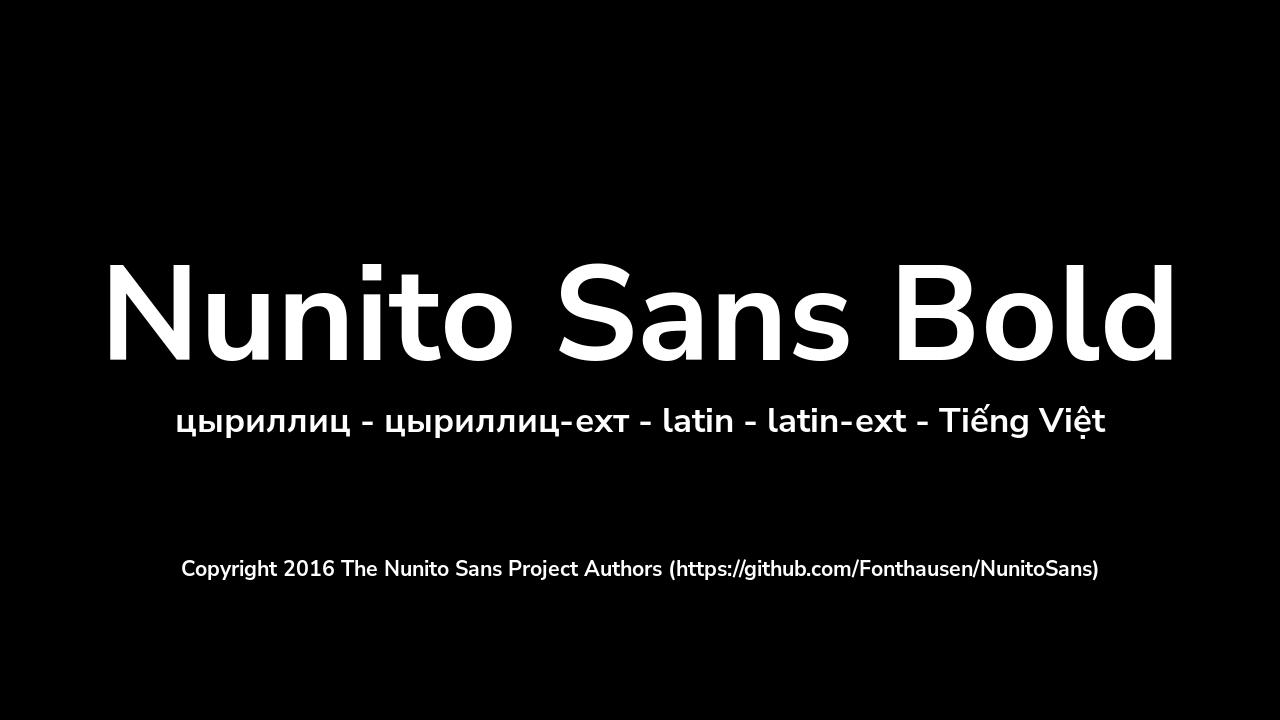 Nunito Sans Bold
цыриллиц - цыриллиц-ехт - latin - latin-ext - Tiếng Việt
Copyright 2016 The Nunito Sans Project Authors (https://github.com/Fonthausen/NunitoSans)